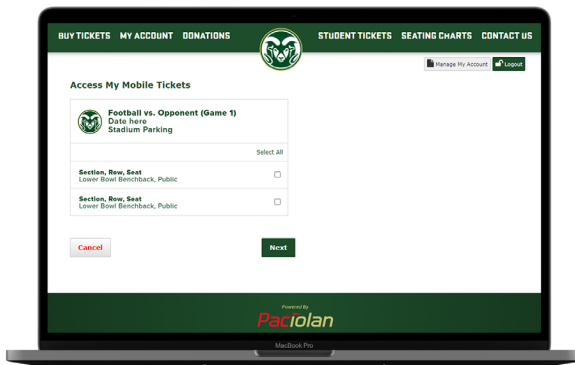 BUY TICKETS MY ACCOUNT DONATIONS STUDENT TICKETS SEATING CHARTS CONTACT US
Manage My Account Logout
Access My Mobile Tickets
Football vs. Opponent (Game 1)
Date here
Stadium Parking
Select All
Section, Row, Seat
Lower Bowl Benchback, Public
Section, Row, Seat
Lower Bowl Benchback, Public
Cancel Next
Powered By
Paciolan
MacBook Pro